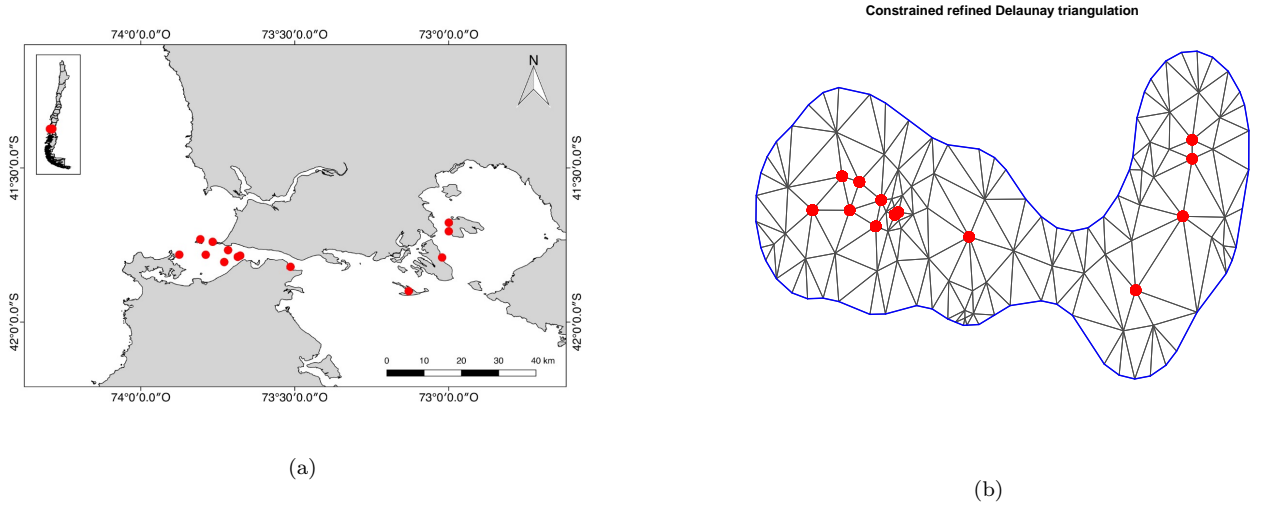 Constrained refined Delaunay triangulation
74°0'0.0"O 73°30'0.0"O 73°0'0.0"O
N
41°30'0.0"S 41°30'0.0"S
42°0'0.0"S 42°0'0.0"S
0 10 20 30 40 km
74°0'0.0"O 73°30'0.0"O 73°0'0.0"O
(a)
(b)